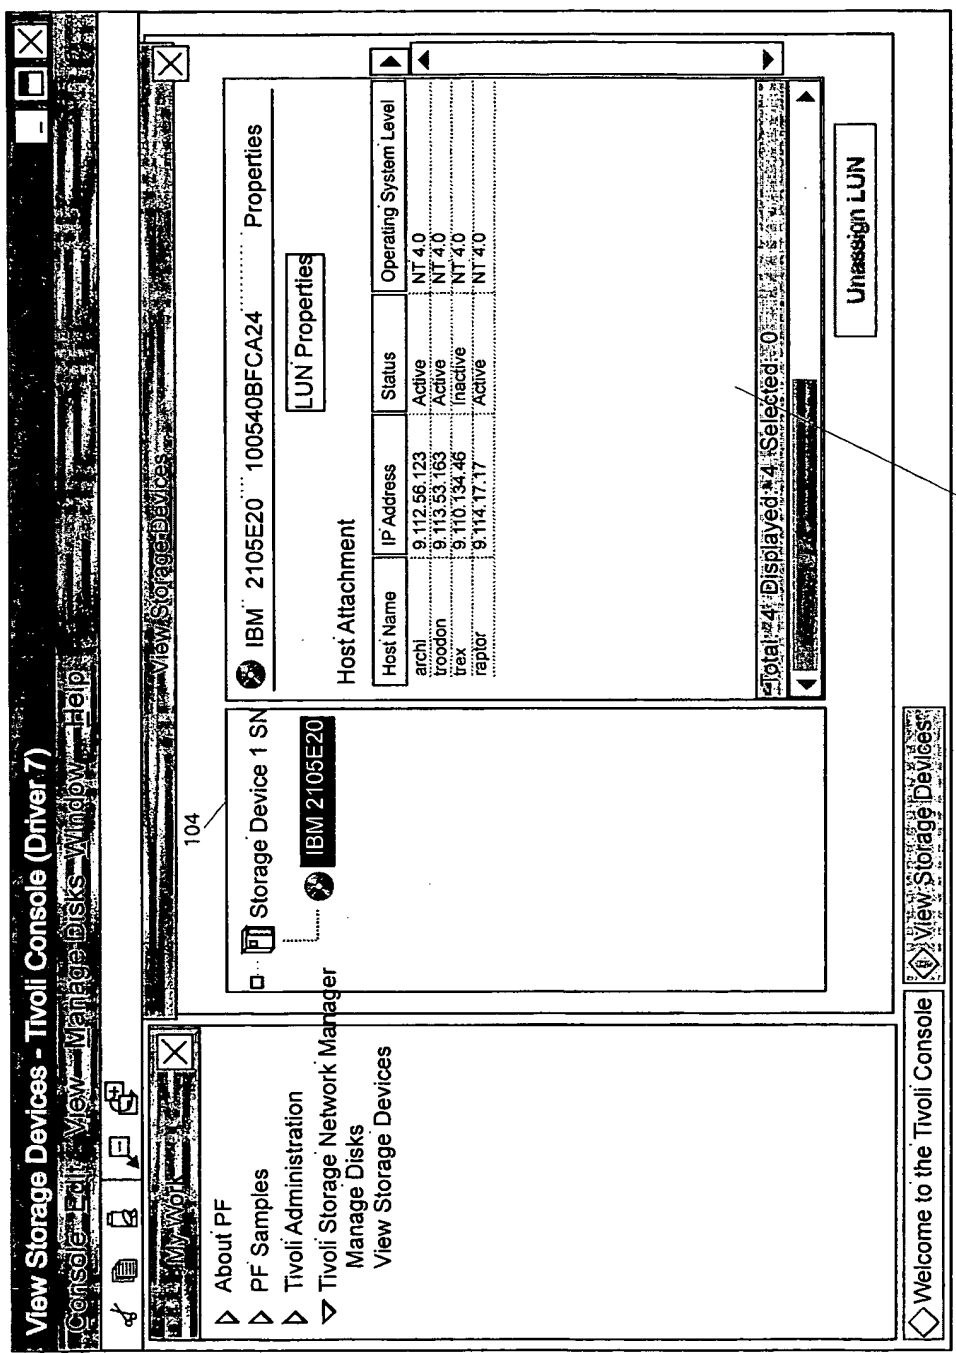 View Storage Devices - Tivoli Console (Driver 7)
Console Edit View Manage Disks Window Help
My Work
About PF
PF Samples
Tivoli Administration
Tivoli Storage Network Manager
Manage Disks
View Storage Devices
View Storage Devices
104
Storage Device 1 SN
IBM 2105E20
IBM 2105E20 100540BFCA24 Properties
LUN Properties
Host Attachment
Host Name IP Address Status Operating System Level
archi 9.112.56.123 Active NT 4.0
troodon 9.113.53.163 Active NT 4.0
trex 9.110.134.46 Inactive NT 4.0
raptor 9.114.17.17 Active NT 4.0
Total: 4 Displayed: 4 Selected: 0
Unassign LUN
Welcome to the Tivoli Console
View Storage Devices